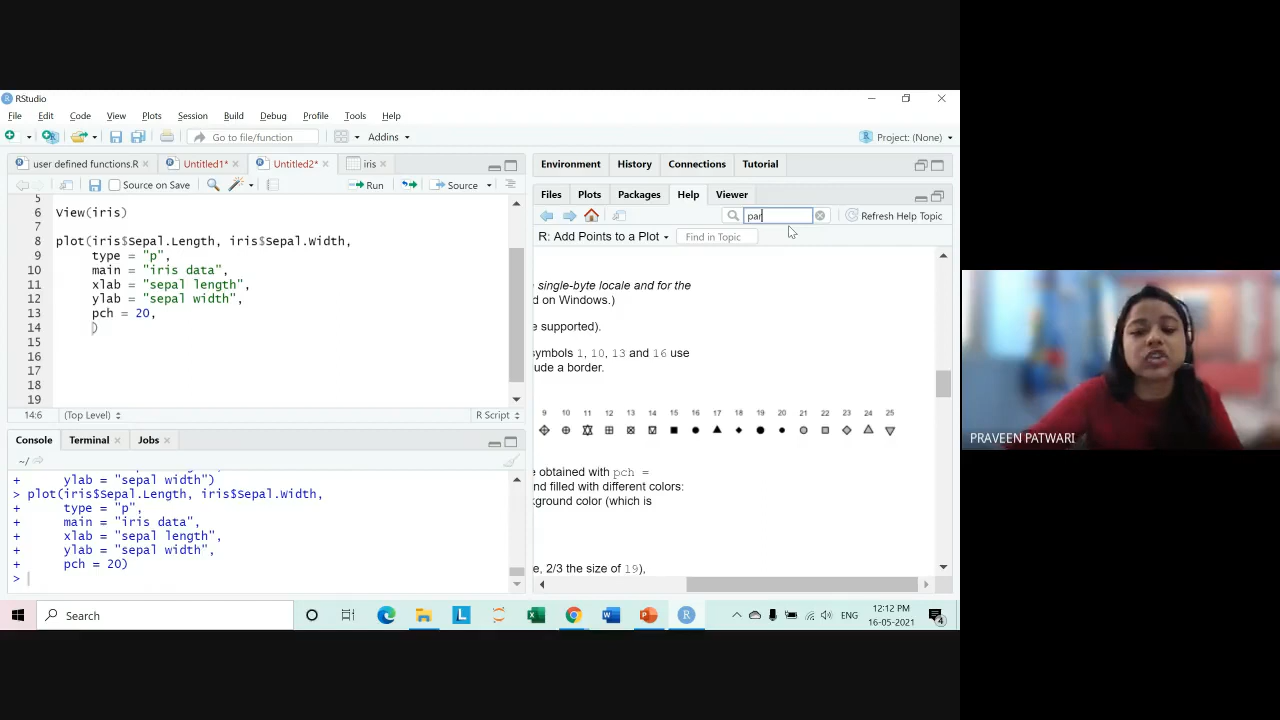 RStudio
File Edit Code View Plots Session Build Debug Profile Tools Help
Go to file/function Addins Project: (None)
user defined functions.R Untitled1* Untitled2* iris
Source on Save Run Source
5
6 View(iris)
7
8 plot(iris$Sepal.Length, iris$Sepal.Width,
9 type = "p",
10 main = "iris data",
11 xlab = "sepal length",
12 ylab = "sepal width",
13 pch = 20,
14 )
15
16
17
18
19
14:6 (Top Level) R Script
Console Terminal Jobs
~/
+ ylab = "sepal width")
> plot(iris$Sepal.Length, iris$Sepal.Width,
+ type = "p",
+ main = "iris data",
+ xlab = "sepal length",
+ ylab = "sepal width",
+ pch = 20)
>
Environment History Connections Tutorial
Files Plots Packages Help Viewer
par Refresh Help Topic
R: Add Points to a Plot Find in Topic
single-byte locale and for the
d on Windows.)
e supported).
symbols 1, 10, 13 and 16 use
ude a border.
9 10 11 12 13 14 15 16 17 18 19 20 21 22 23 24 25
e obtained with pch =
nd filled with different colors:
kground color (which is
e, 2/3 the size of 19),
PRAVEEN PATWARI
Search
ENG
12:12 PM
16-05-2021
4